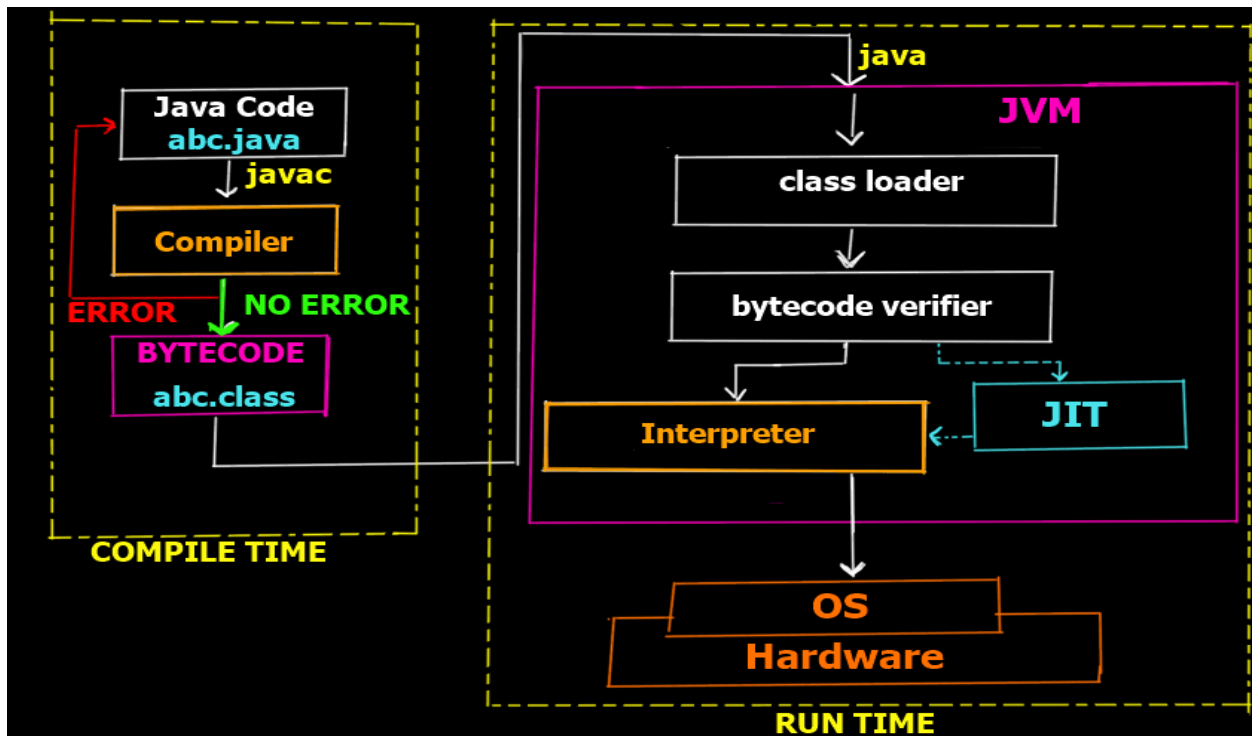 Java Code
abc.java
javac
Compiler
ERROR
NO ERROR
BYTECODE
abc.class
COMPILE TIME
java
JVM
class loader
bytecode verifier
Interpreter
JIT
OS
Hardware
RUN TIME